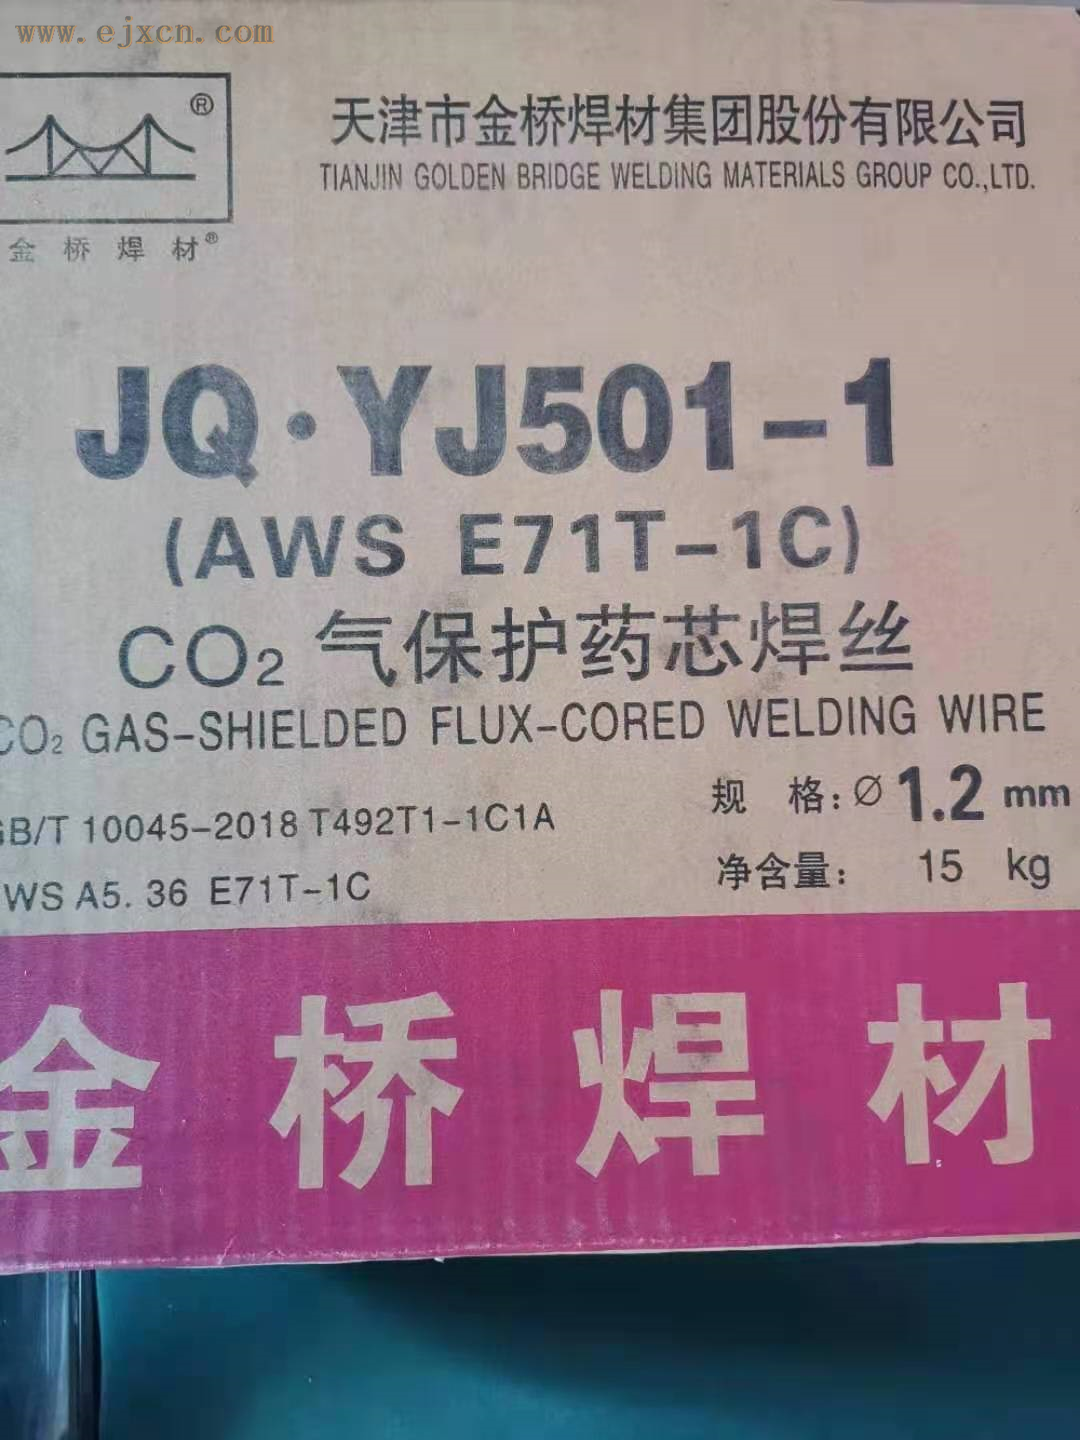 www.ejxcn.com
®
天津市金桥焊材集团股份有限公司
TIANJIN GOLDEN BRIDGE WELDING MATERIALS GROUP CO.,LTD.
金桥焊材®
JQ·YJ501-1
(AWS E71T-1C)
CO₂ 气保护药芯焊丝
CO₂ GAS-SHIELDED FLUX-CORED WELDING WIRE
规 格:∅ 1.2 mm
GB/T 10045-2018 T492T1-1C1A
净含量: 15 kg
WS A5.36 E71T-1C
金桥焊材